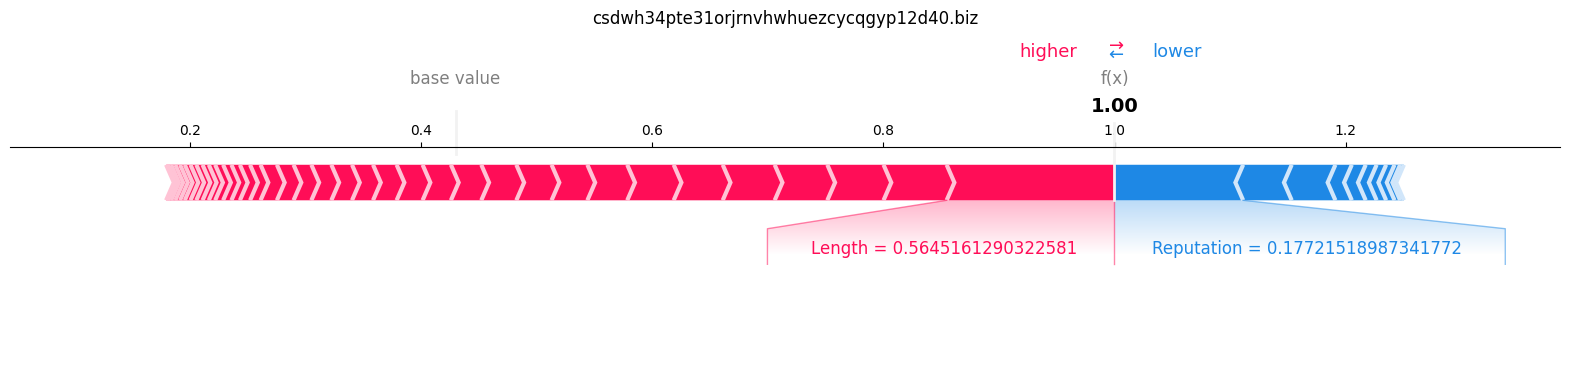 csdwh34pte31orjrnvhwhuezcycqgyp12d40.biz
higher ⇄ lower
base value f(x)
1.00
0.2 0.4 0.6 0.8 1.0 1.2
Length = 0.5645161290322581 Reputation = 0.17721518987341772